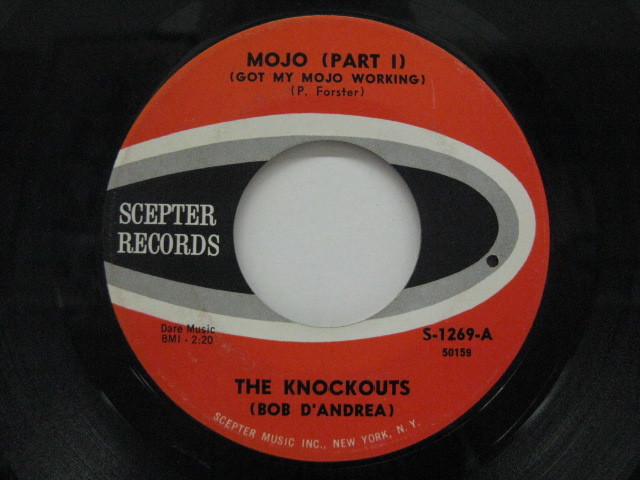 MOJO (PART I)
(GOT MY MOJO WORKING)
(P. Forster)
SCEPTER
RECORDS
Dare Music
BMI - 2:20
S-1269-A
50159
THE KNOCKOUTS
(BOB D'ANDREA)
SCEPTER MUSIC INC., NEW YORK, N. Y.